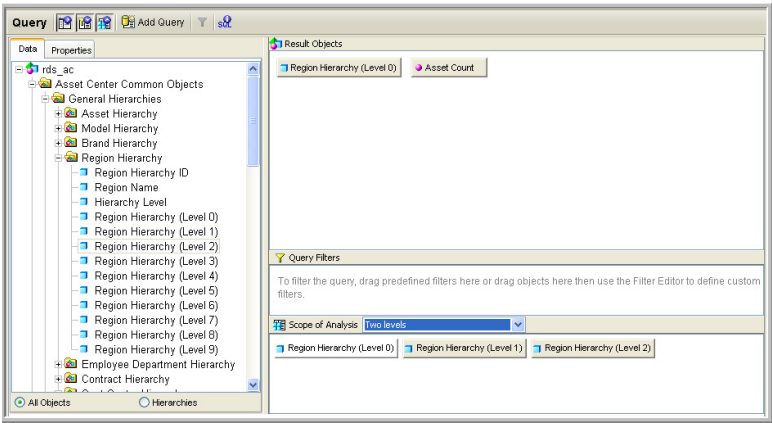 Query Add Query sql
Data Properties
rds_ac
Asset Center Common Objects
General Hierarchies
Asset Hierarchy
Model Hierarchy
Brand Hierarchy
Region Hierarchy
Region Hierarchy ID
Region Name
Hierarchy Level
Region Hierarchy (Level 0)
Region Hierarchy (Level 1)
Region Hierarchy (Level 2)
Region Hierarchy (Level 3)
Region Hierarchy (Level 4)
Region Hierarchy (Level 5)
Region Hierarchy (Level 6)
Region Hierarchy (Level 7)
Region Hierarchy (Level 8)
Region Hierarchy (Level 9)
Employee Department Hierarchy
Contract Hierarchy
All Objects Hierarchies
Result Objects
Region Hierarchy (Level 0) Asset Count
Query Filters
To filter the query, drag predefined filters here or drag objects here then use the Filter Editor to define custom
filters.
Scope of Analysis Two levels
Region Hierarchy (Level 0) Region Hierarchy (Level 1) Region Hierarchy (Level 2)